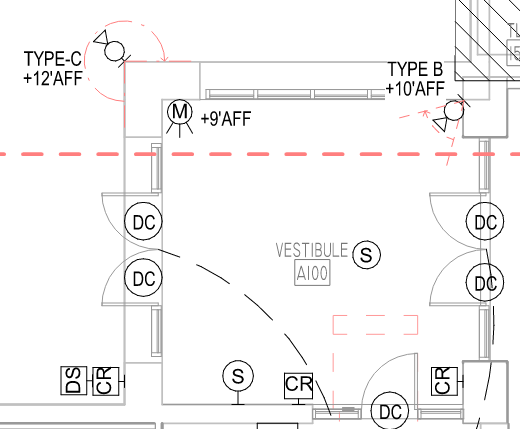 TYPE-C
+12'AFF
TYPE B
+10'AFF
M
+9'AFF
DC
DC
DC
DC
VESTIBULE
S
A100
DS
CR
S
CR
CR
DC